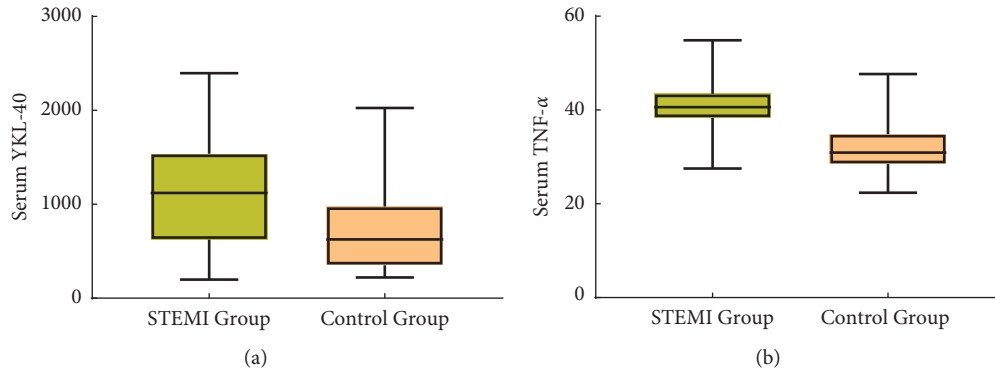 3000
2000
1000
0
Serum YKL-40
STEMI Group
Control Group
(a)
60
40
20
0
Serum TNF-α
STEMI Group
Control Group
(b)